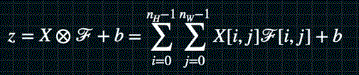 z = X ⊗ ℱ + b = ∑_{i=0}^{n_H−1} ∑_{j=0}^{n_W−1} X[i, j]ℱ[i, j] + b